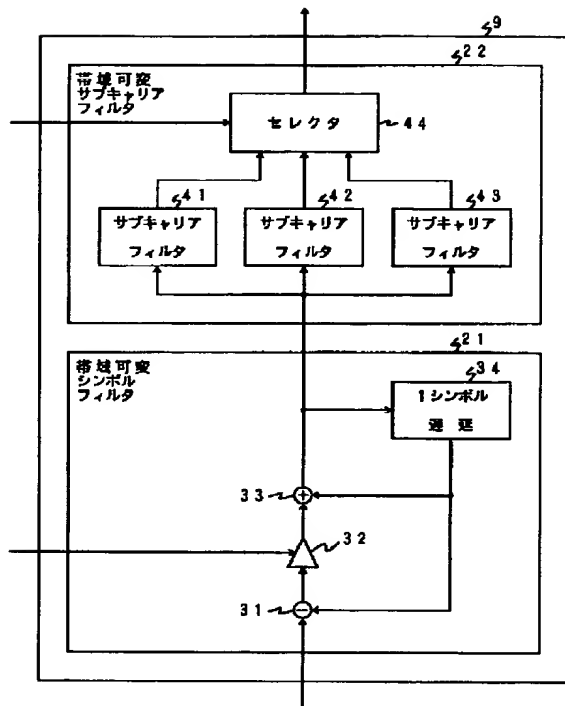 9
22
帯域可変
サブキャリア
フィルタ
セレクタ
44
41
42
43
サブキャリア
フィルタ
サブキャリア
フィルタ
サブキャリア
フィルタ
21
帯域可変
シンボル
フィルタ
34
1シンボル
遅延
33
+
32
31
−